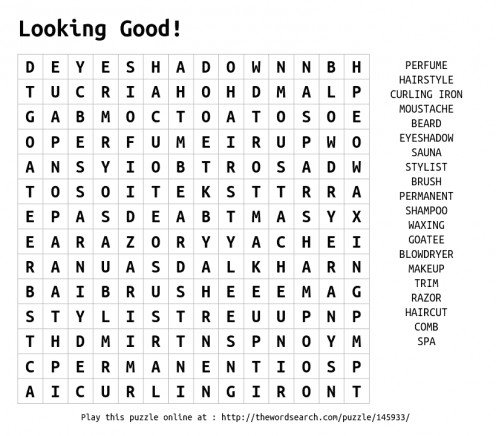 Looking Good!
D E Y E S H A D O W N N B H
T U C R I A H O H D M A L P
G A B M O C T O A T O S O E
O P E R F U M E I R U P W O
A N S Y I O B T R O S A D W
T O S O I T E K S T T R R A
E P A S D E A B T M A S Y X
E A R A Z O R Y Y A C H E I
R A N U A S D A L K H A R N
B A I B R U S H E E E M A G
S T Y L I S T R E U U P N P
T H D M I R T N S P N O Y M
C P E R M A N E N T I O S P
A I C U R L I N G I R O N T
PERFUME
HAIRSTYLE
CURLING IRON
MOUSTACHE
BEARD
EYESHADOW
SAUNA
STYLIST
BRUSH
PERMANENT
SHAMPOO
WAXING
GOATEE
BLOWDRYER
MAKEUP
TRIM
RAZOR
HAIRCUT
COMB
SPA
Play this puzzle online at : http://thewordsearch.com/puzzle/145933/